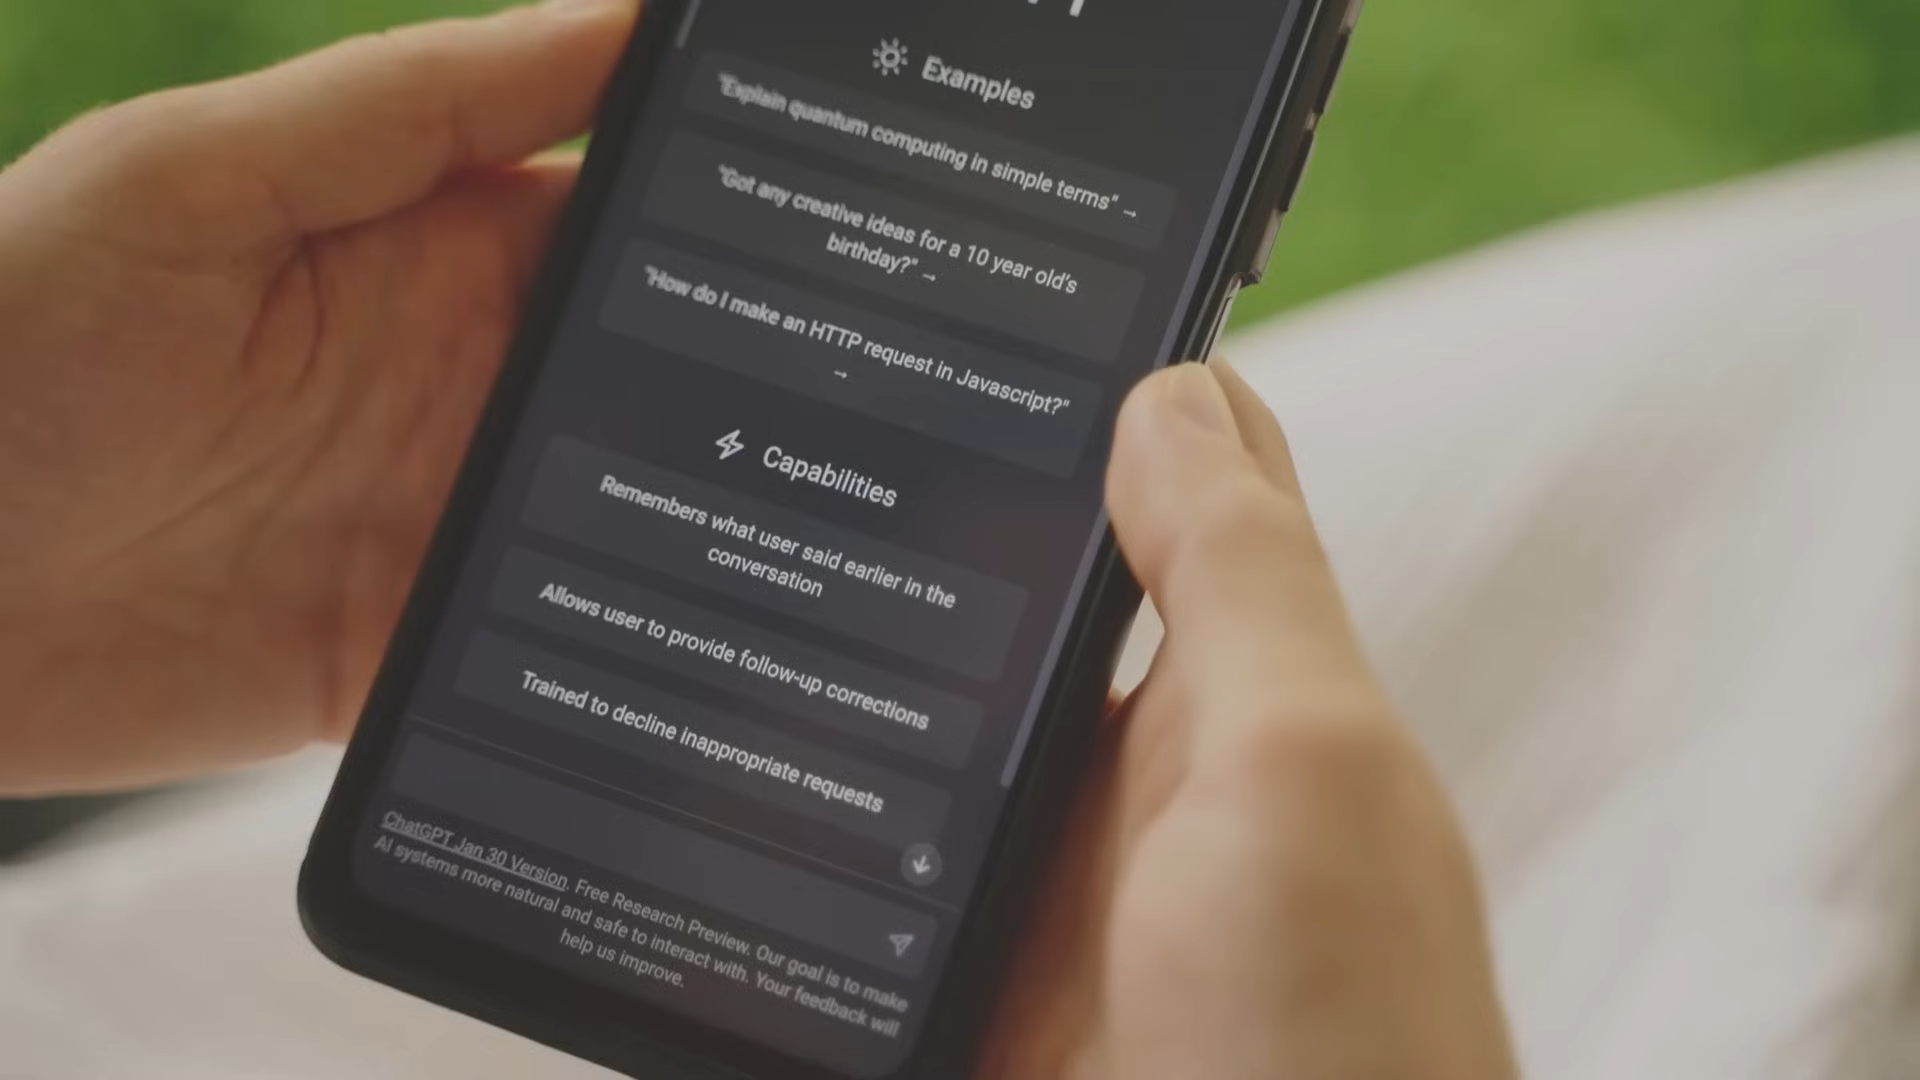 Examples
"Explain quantum computing in simple terms" →
"Got any creative ideas for a 10 year old's
birthday?" →
"How do I make an HTTP request in Javascript?"
→
Capabilities
Remembers what user said earlier in the
conversation
Allows user to provide follow-up corrections
Trained to decline inappropriate requests
ChatGPT Jan 30 Version. Free Research Preview. Our goal is to make
AI systems more natural and safe to interact with. Your feedback will
help us improve.